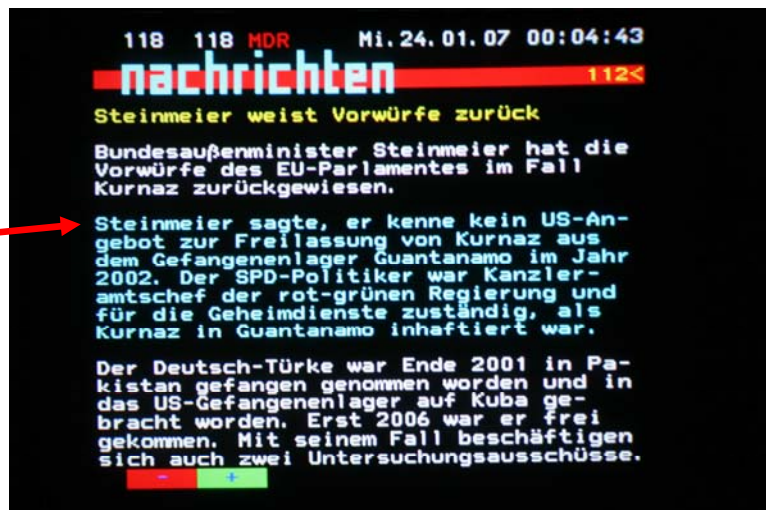 118 118 MDR Mi.24.01.07 00:04:43
nachrichten 112<
Steinmeier weist Vorwürfe zurück
Bundesaußenminister Steinmeier hat die
Vorwürfe des EU-Parlamentes im Fall
Kurnaz zurückgewiesen.
Steinmeier sagte, er kenne kein US-An-
gebot zur Freilassung von Kurnaz aus
dem Gefangenenlager Guantanamo im Jahr
2002. Der SPD-Politiker war Kanzler-
amtschef der rot-grünen Regierung und
für die Geheimdienste zuständig, als
Kurnaz in Guantanamo inhaftiert war.
Der Deutsch-Türke war Ende 2001 in Pa-
kistan gefangen genommen worden und in
das US-Gefangenenlager auf Kuba ge-
bracht worden. Erst 2006 war er frei
gekommen. Mit seinem Fall beschäftigen
sich auch zwei Untersuchungsausschüsse.
- +